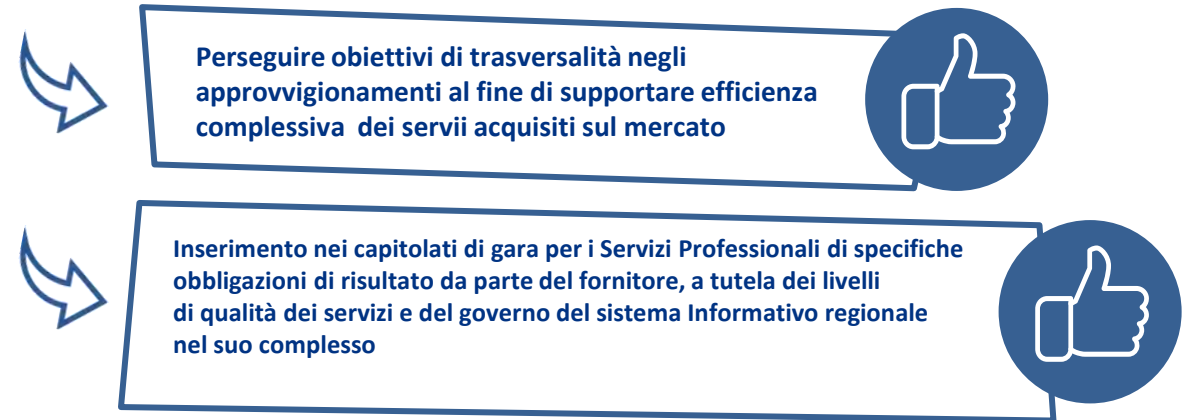 Perseguire obiettivi di trasversalità negli
approvvigionamenti al fine di supportare efficienza
complessiva dei servii acquisiti sul mercato
Inserimento nei capitolati di gara per i Servizi Professionali di specifiche
obbligazioni di risultato da parte del fornitore, a tutela dei livelli
di qualità dei servizi e del governo del sistema Informativo regionale
nel suo complesso